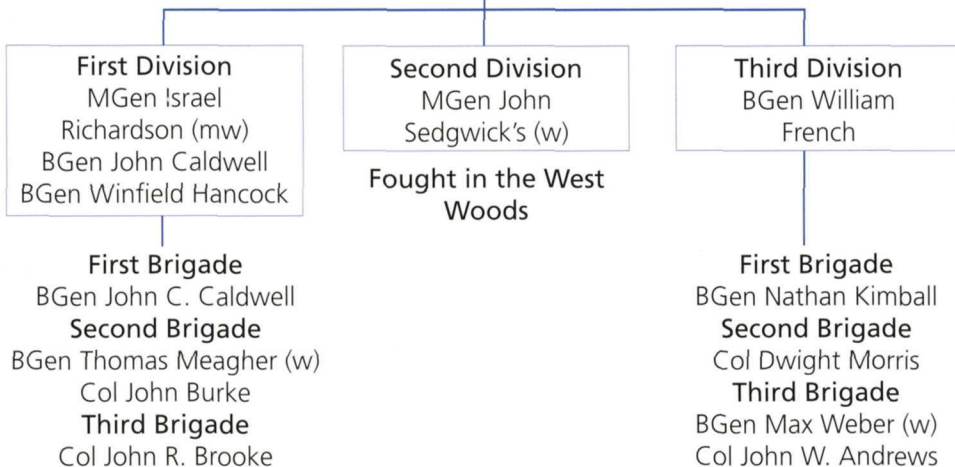 First Division
MGen Israel
Richardson (mw)
BGen John Caldwell
BGen Winfield Hancock
First Brigade
BGen John C. Caldwell
Second Brigade
BGen Thomas Meagher (w)
Col John Burke
Third Brigade
Col John R. Brooke
Second Division
MGen John
Sedgwick's (w)
Fought in the West
Woods
Third Division
BGen William
French
First Brigade
BGen Nathan Kimball
Second Brigade
Col Dwight Morris
Third Brigade
BGen Max Weber (w)
Col John W. Andrews